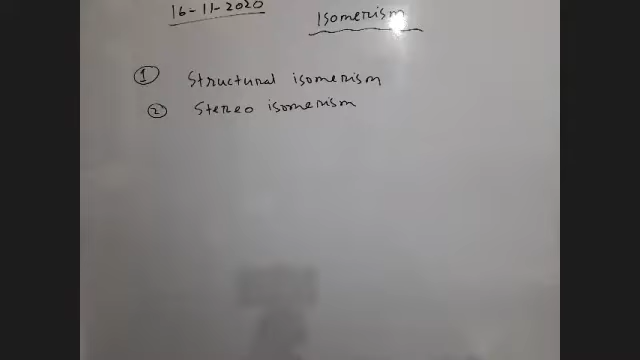 16-11-2020
Isomerism
① Structural isomerism
② Stereo isomerism